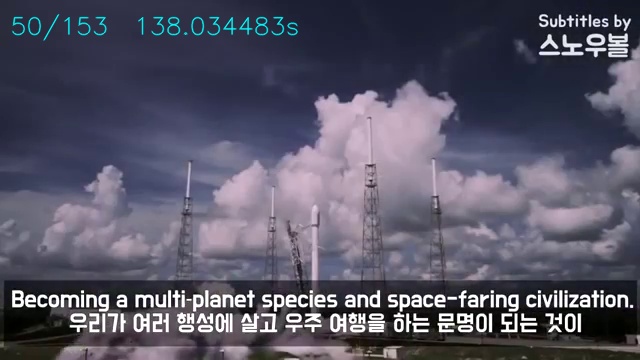 50/153 138.034483s
Subtitles by
스노우볼
Becoming a multi-planet species and space-faring civilization.
우리가 여러 행성에 살고 우주 여행을 하는 문명이 되는 것이